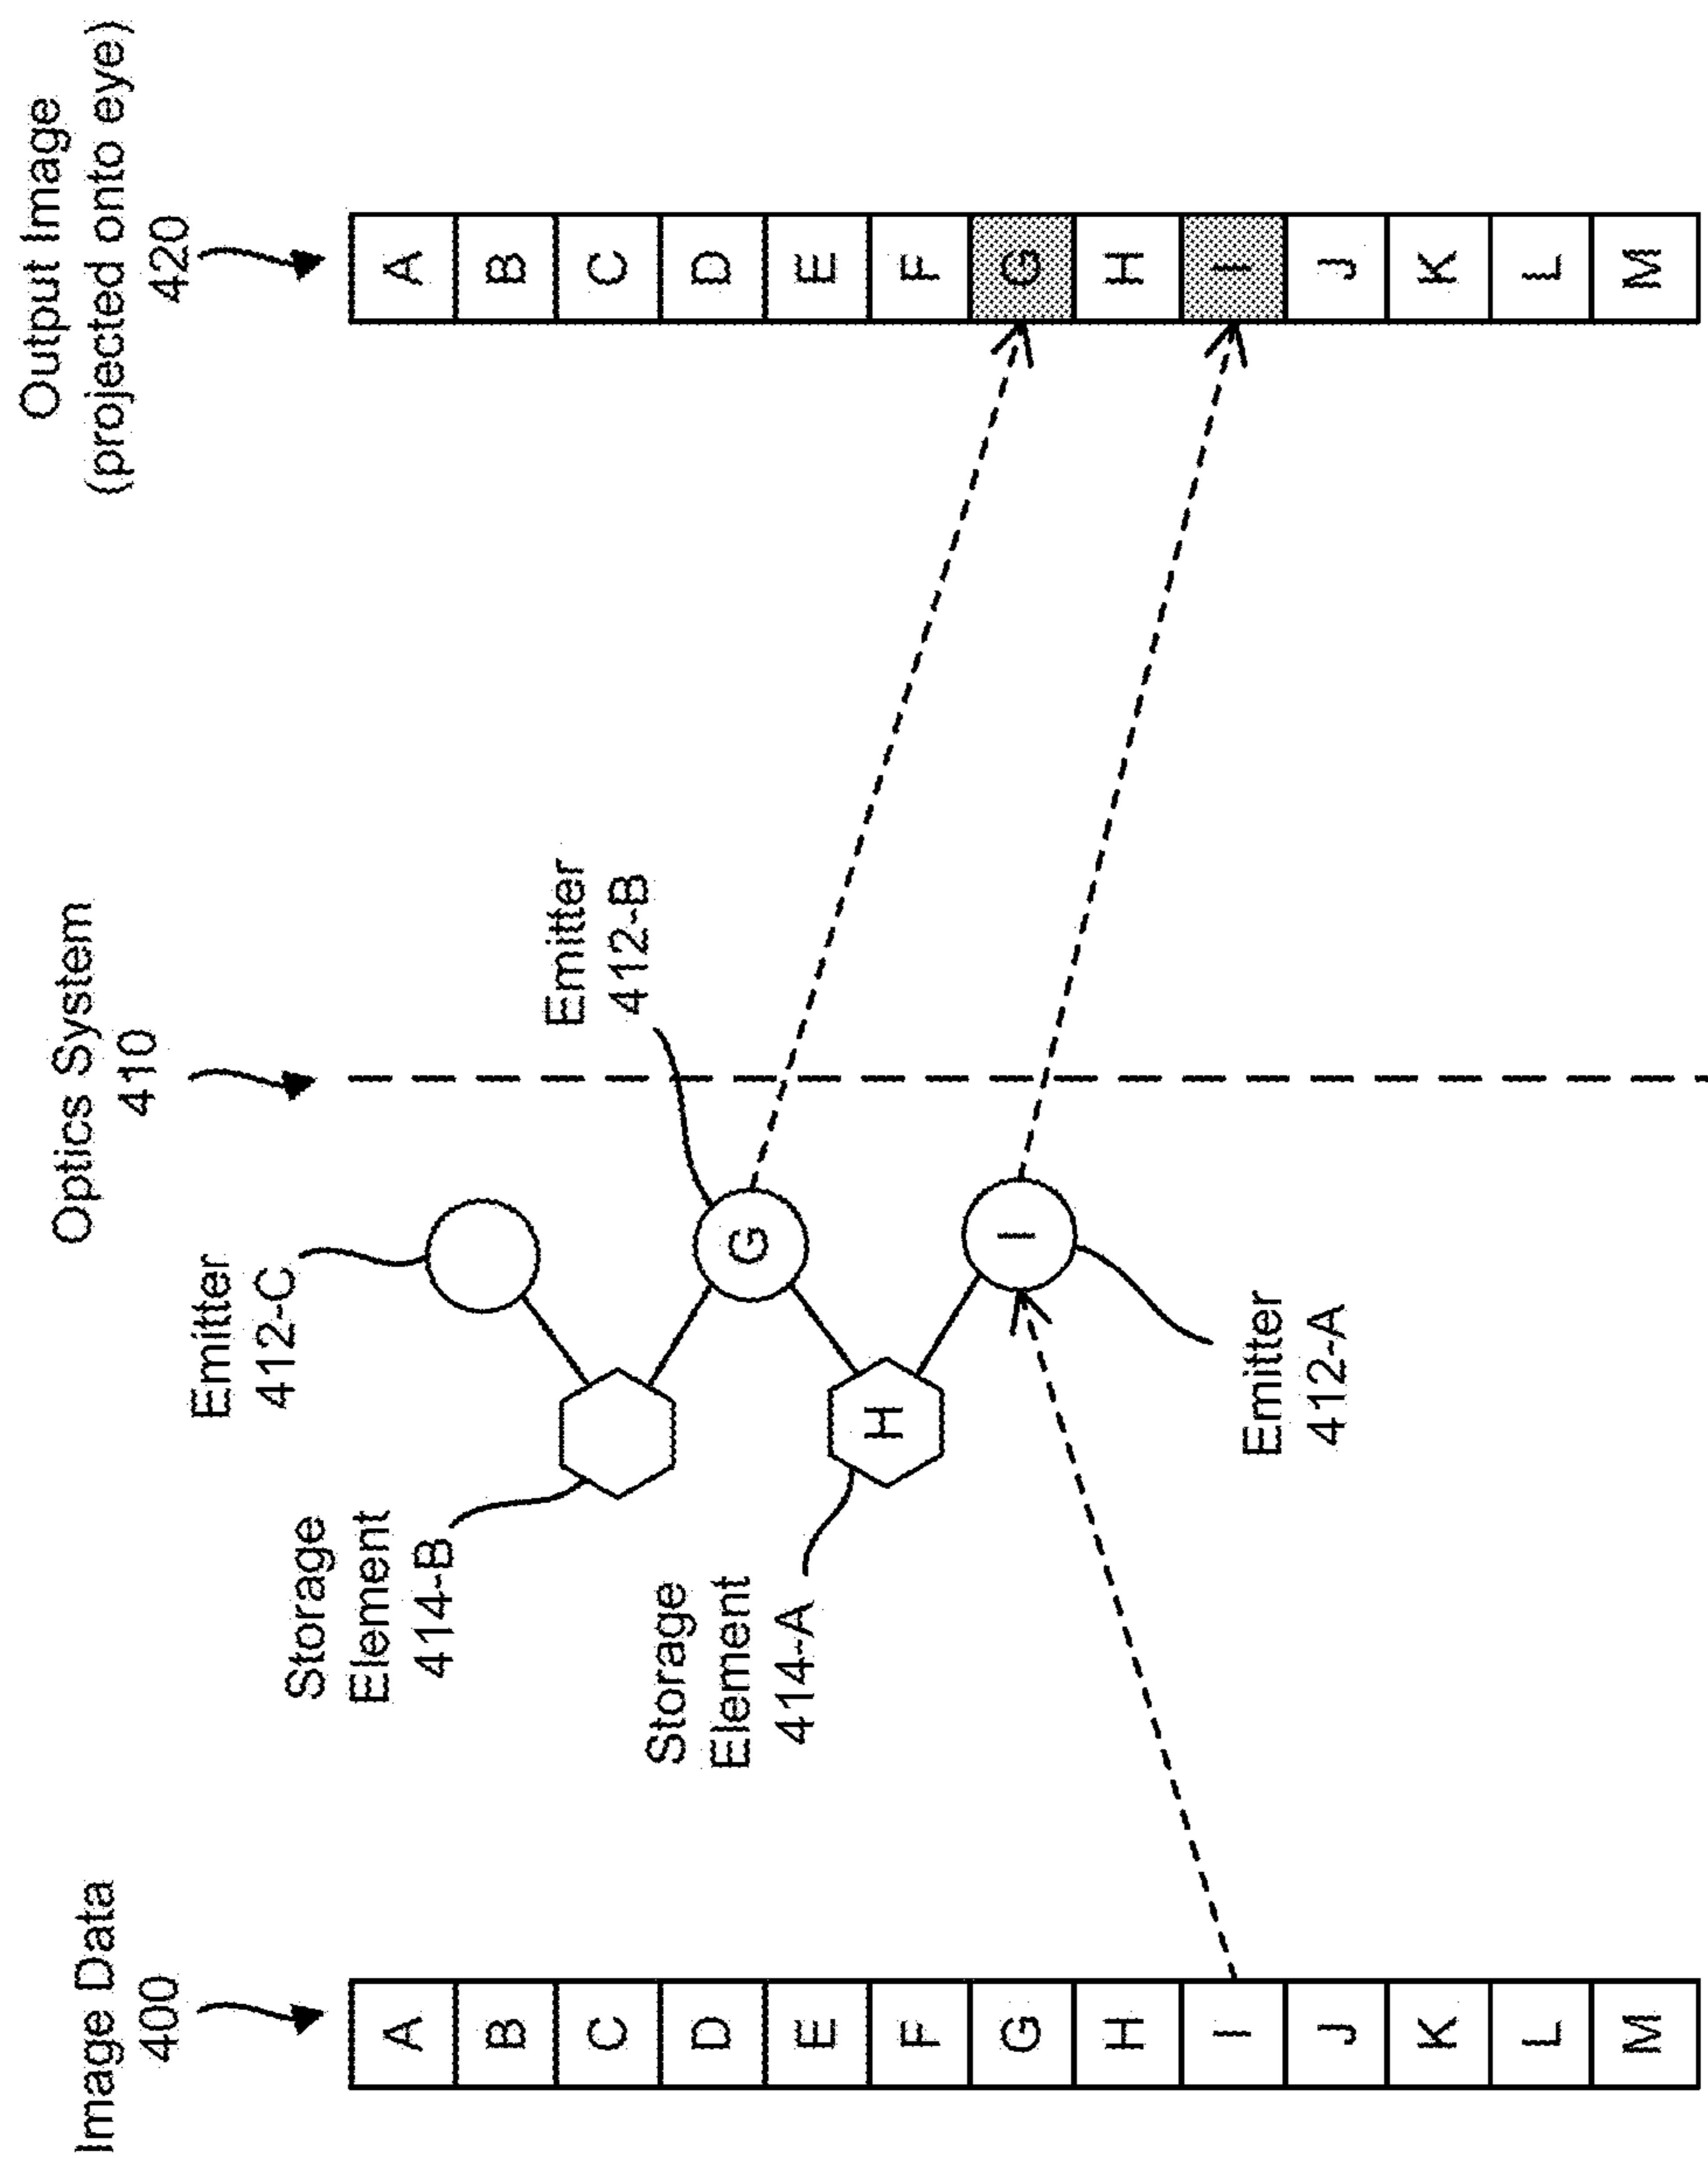 Image Data
400
A
B
C
D
E
F
G
H
I
J
K
L
M
Optics System
410
Storage
Element
414-B
Storage
Element
414-A
H
Emitter
412-C
G
I
Emitter
412-A
Emitter
412-B
Output Image
(projected onto eye)
420
A
B
C
D
E
F
G
H
I
J
K
L
M